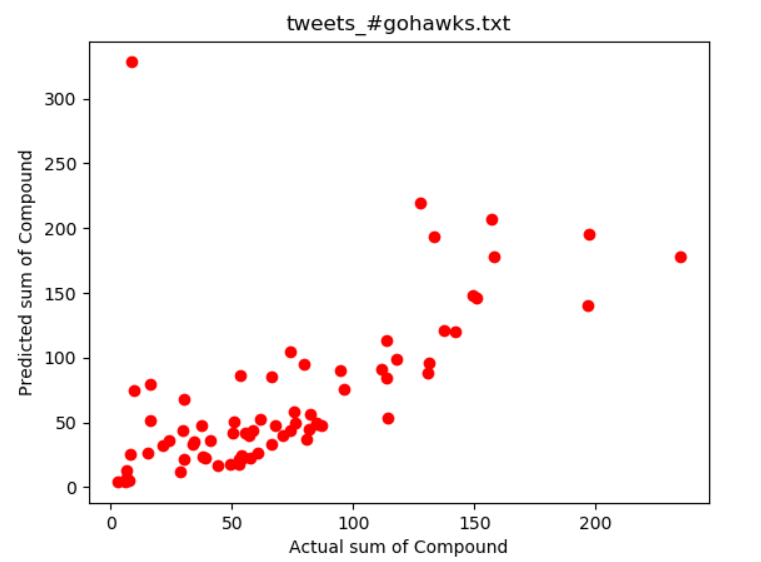 tweets_#gohawks.txt
Predicted sum of Compound
300
250
200
150
100
50
0
0 50 100 150 200
Actual sum of Compound